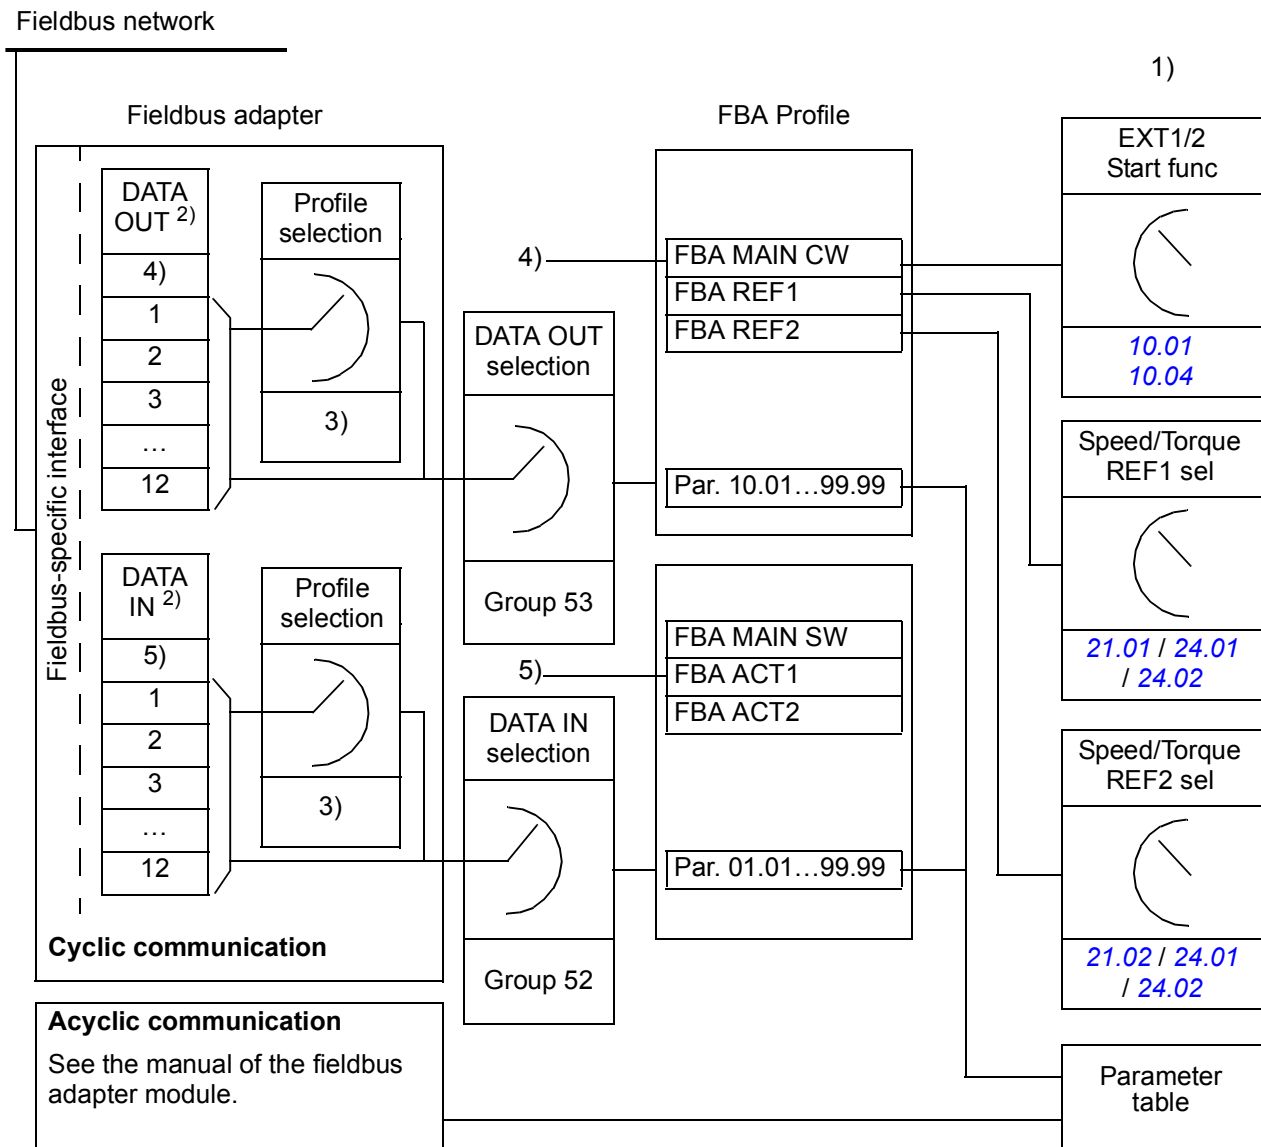 Fieldbus network
1)
Fieldbus adapter
FBA Profile
Fieldbus-specific interface
DATA
OUT 2)
4)
1
2
3
…
12
Profile
selection
3)
DATA OUT
selection
Group 53
4)
FBA MAIN CW
FBA REF1
FBA REF2
Par. 10.01…99.99
EXT1/2
Start func
10.01
10.04
Speed/Torque
REF1 sel
21.01 / 24.01
/ 24.02
DATA
IN 2)
5)
1
2
3
…
12
Profile
selection
3)
5)
DATA IN
selection
Group 52
FBA MAIN SW
FBA ACT1
FBA ACT2
Par. 01.01…99.99
Speed/Torque
REF2 sel
21.02 / 24.01
/ 24.02
Cyclic communication
Acyclic communication
See the manual of the fieldbus
adapter module.
Parameter
table